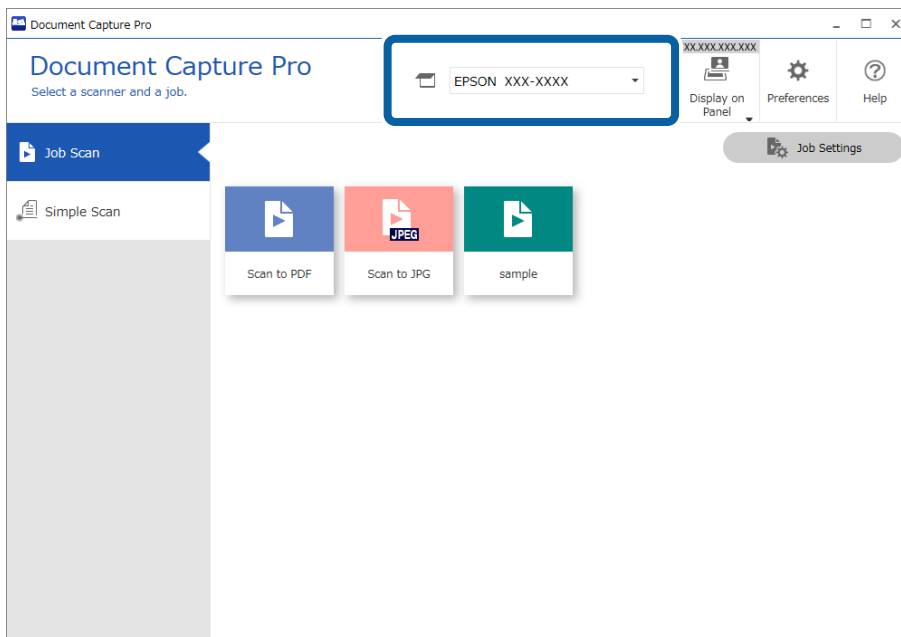 Document Capture Pro
Document Capture Pro
Select a scanner and a job.
EPSON XXX-XXXX
XX.XXX.XXX.XXX
Display on
Panel
Preferences
Help
Job Scan
Job Settings
Simple Scan
JPEG
Scan to PDF
Scan to JPG
sample